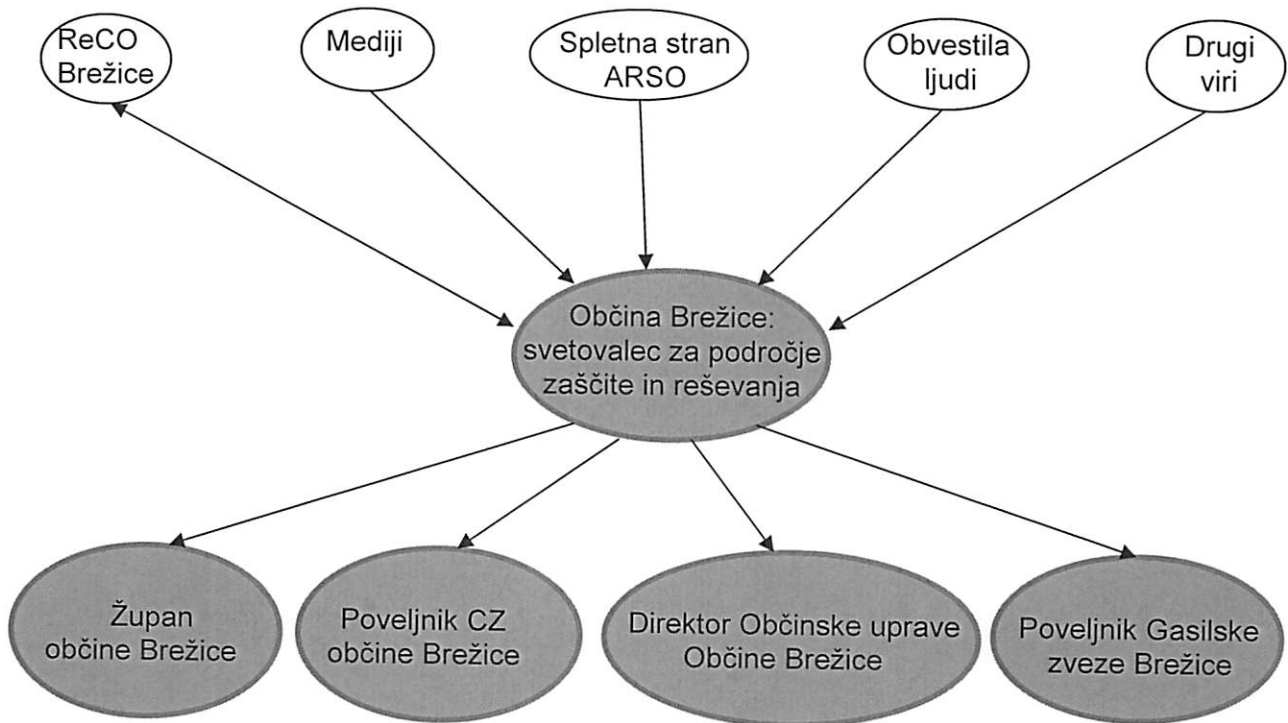 ReCO
Brežice
Mediji
Spletna stran
ARSO
Obvestila
ljudi
Drugi
viri
Občina Brežice:
svetovalec za področje
zaščite in reševanja
Župan
občine Brežice
Poveljnik CZ
občine Brežice
Direktor Občinske uprave
Občine Brežice
Poveljnik Gasilske
zveze Brežice